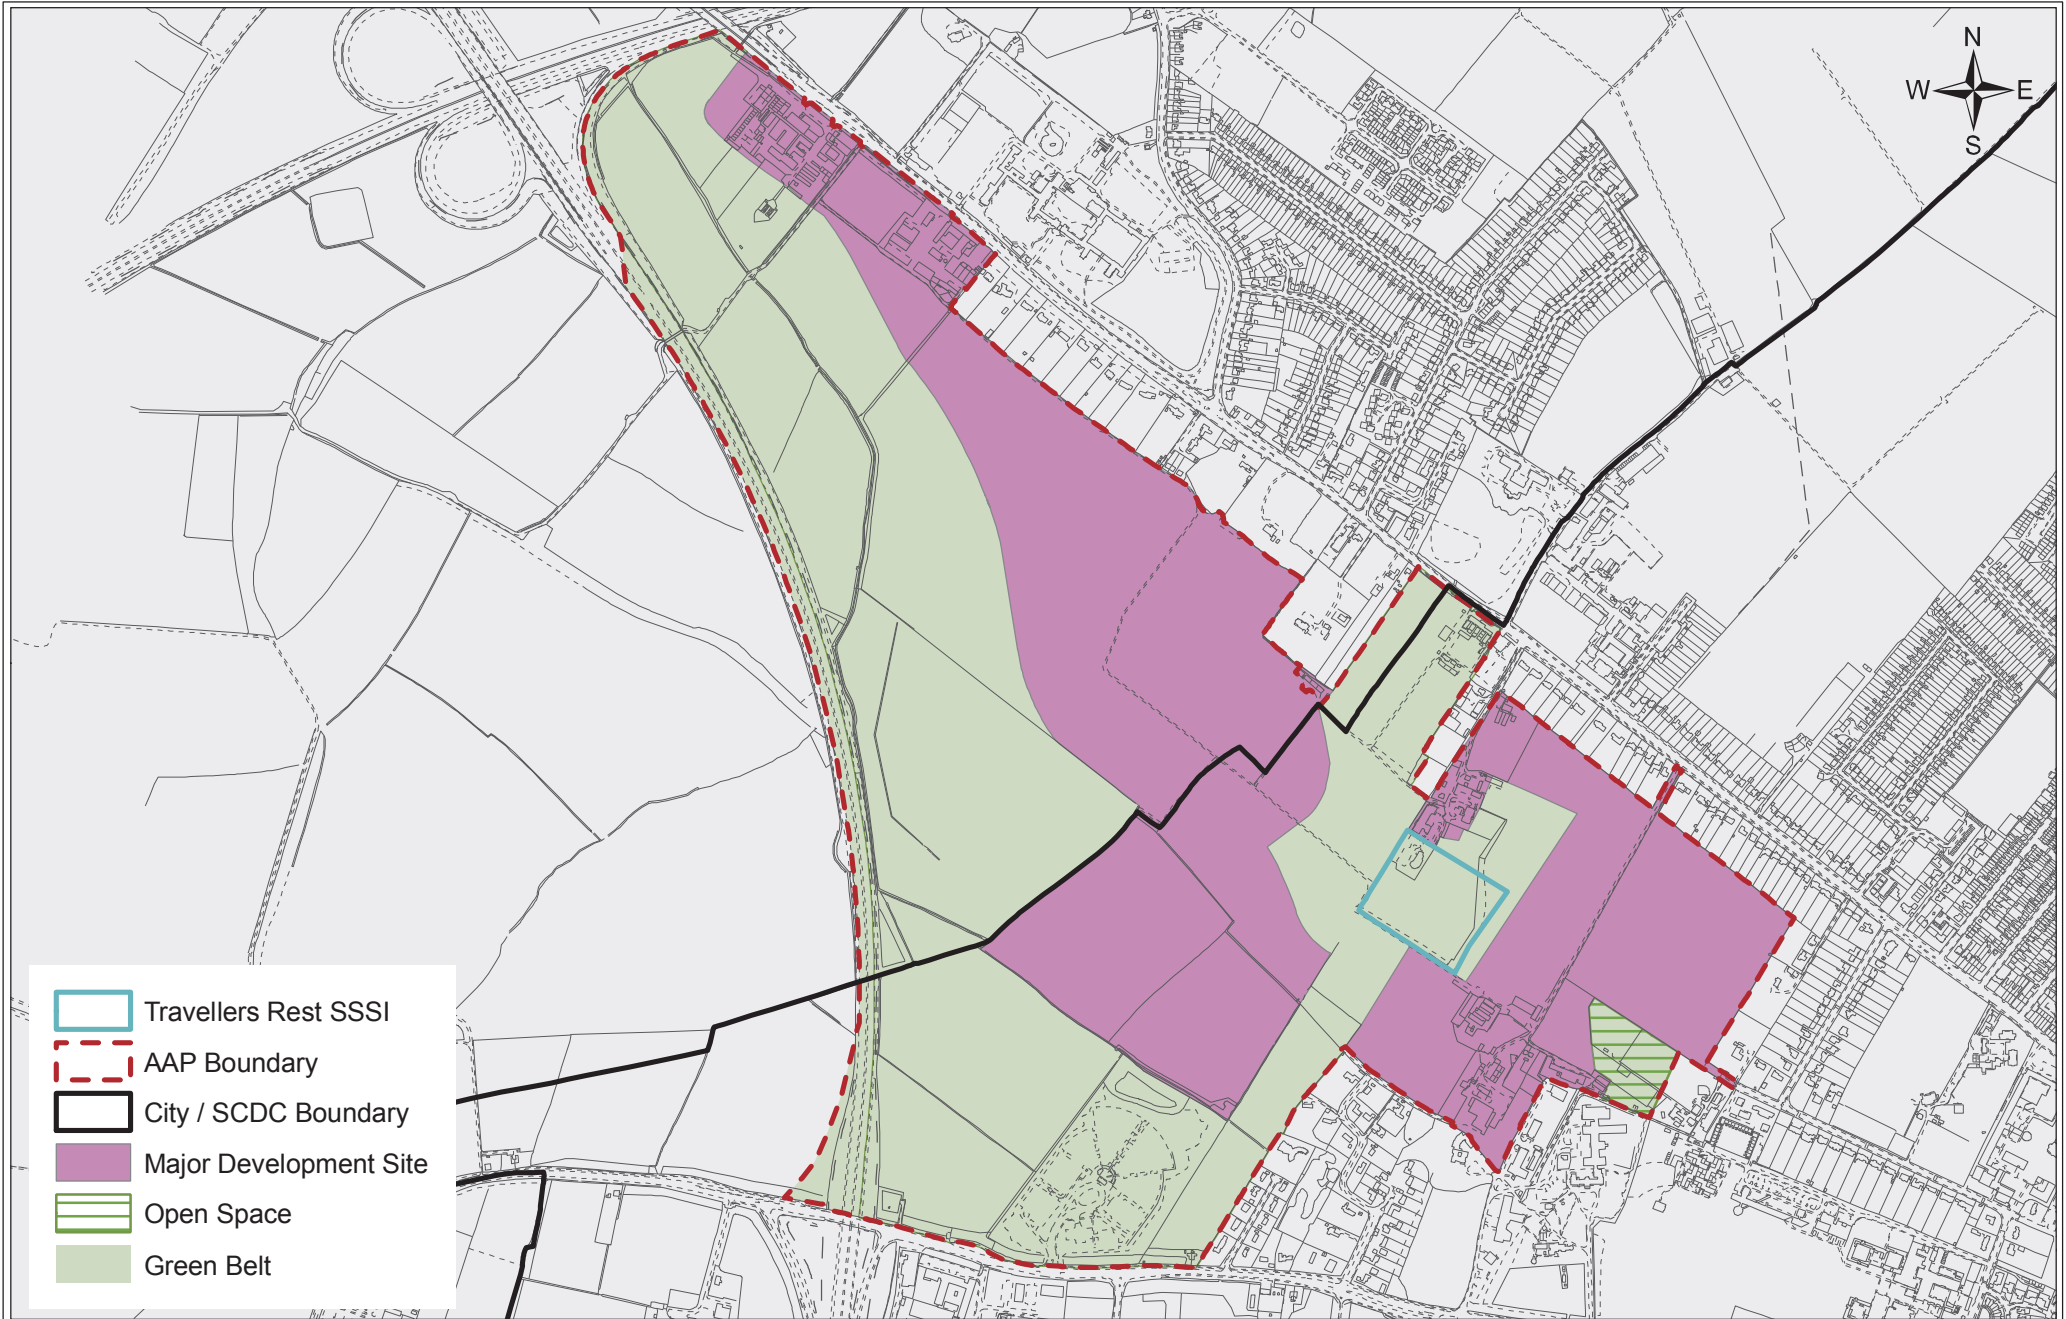 N
W E
S
Travellers Rest SSSI
AAP Boundary
City / SCDC Boundary
Major Development Site
Open Space
Green Belt